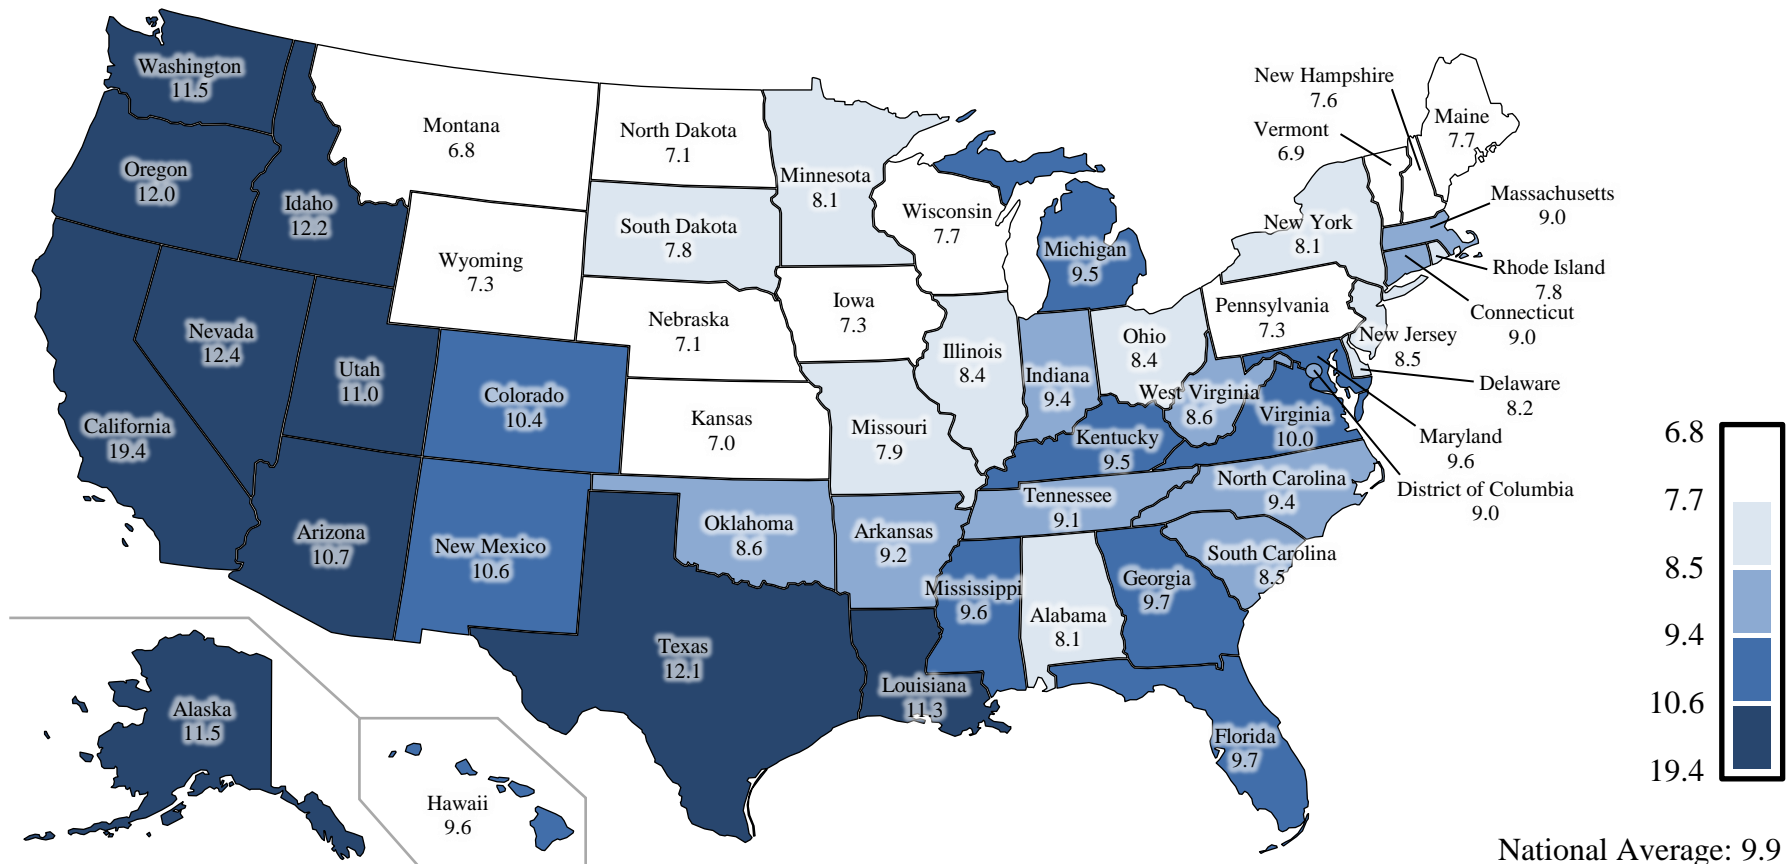 Washington
11.5
Oregon
12.0
Idaho
12.2
Montana
6.8
North Dakota
7.1
Minnesota
8.1
South Dakota
7.8
Wyoming
7.3
Wisconsin
7.7
Michigan
9.5
New Hampshire
7.6
Vermont
6.9
Maine
7.7
New York
8.1
Massachusetts
9.0
Rhode Island
7.8
Connecticut
9.0
Nevada
12.4
Utah
11.0
California
19.4
Colorado
10.4
Nebraska
7.1
Iowa
7.3
Kansas
7.0
Missouri
7.9
Illinois
8.4
Indiana
9.4
Ohio
8.4
Pennsylvania
7.3
New Jersey
8.5
Delaware
8.2
Maryland
9.6
District of Columbia
9.0
West Virginia
8.6
Virginia
10.0
Kentucky
9.5
Tennessee
9.1
North Carolina
9.4
South Carolina
8.5
Arizona
10.7
New Mexico
10.6
Oklahoma
8.6
Arkansas
9.2
Mississippi
9.6
Alabama
8.1
Georgia
9.7
Texas
12.1
Louisiana
11.3
Florida
9.7
Alaska
11.5
Hawaii
9.6
6.8
7.7
8.5
9.4
10.6
19.4
National Average: 9.9